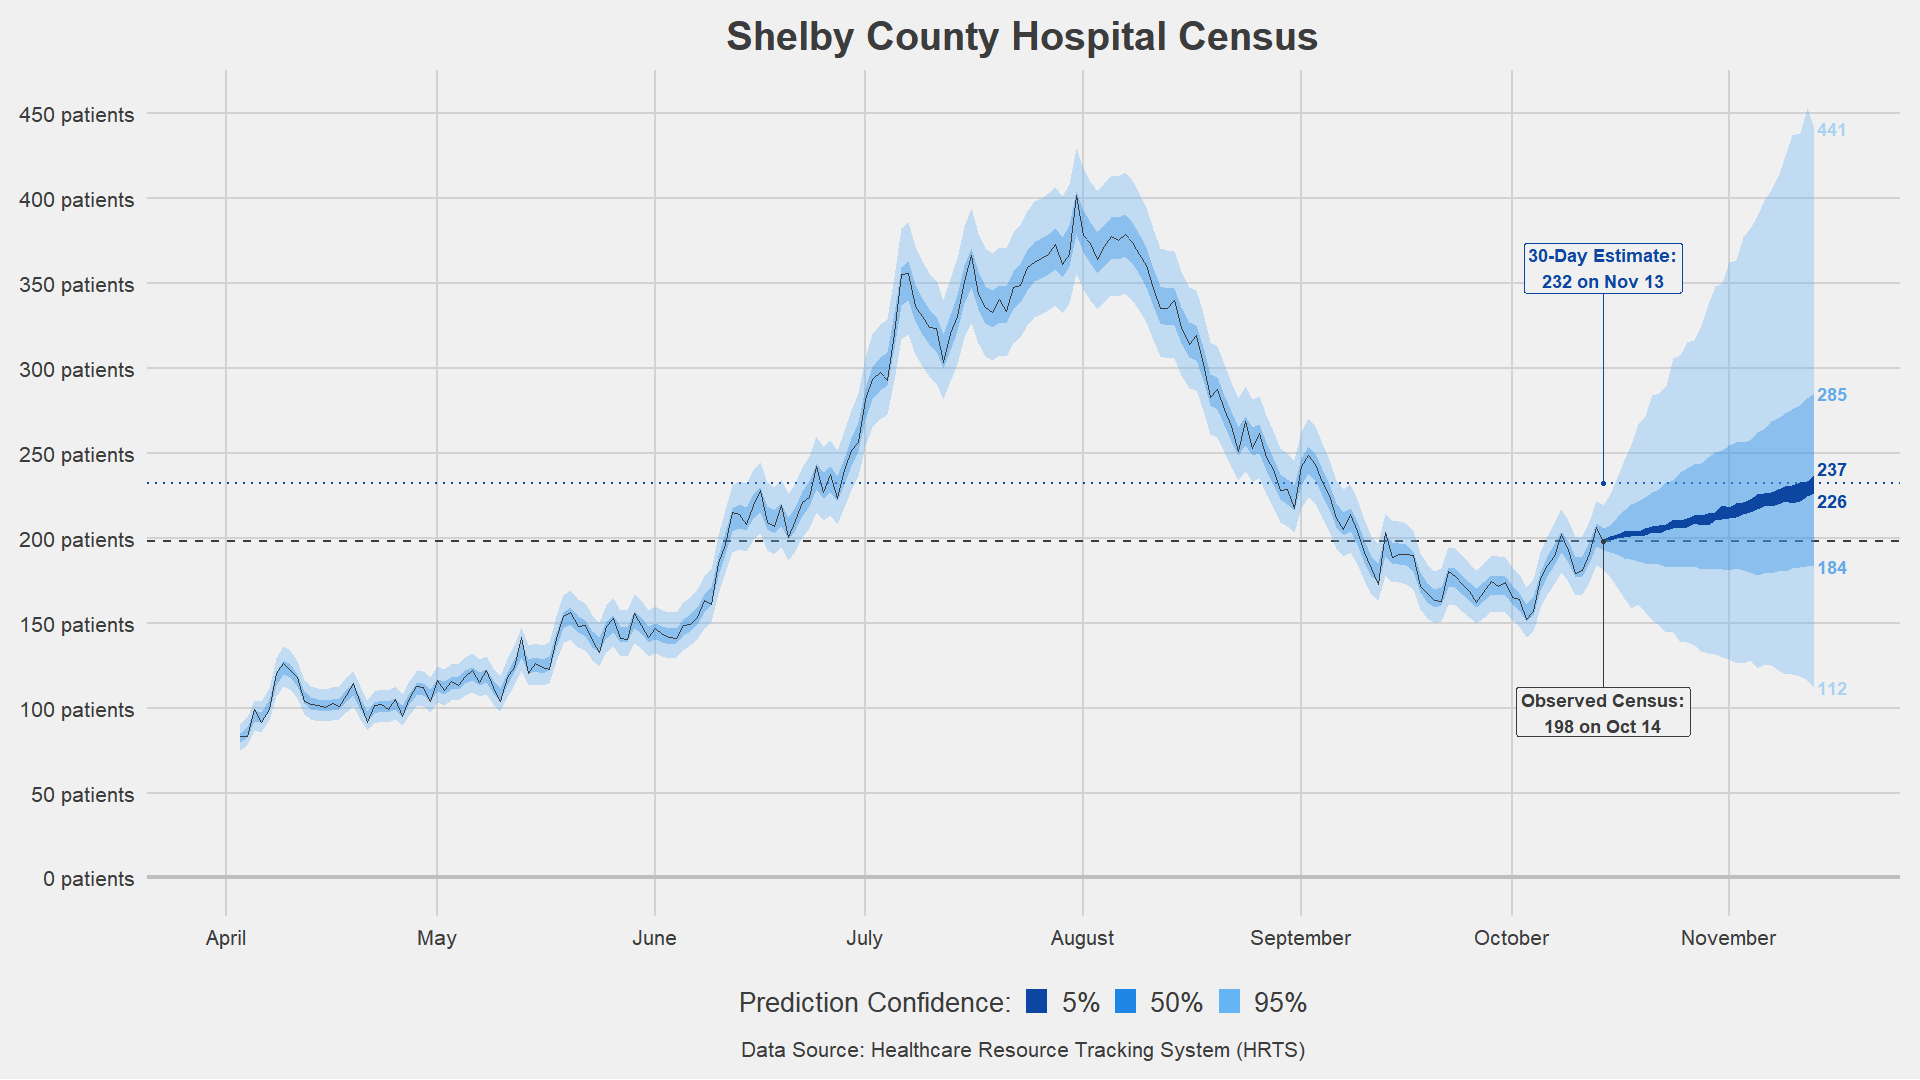 Shelby County Hospital Census
450 patients
400 patients
350 patients
300 patients
250 patients
200 patients
150 patients
100 patients
50 patients
0 patients
441
285
237
226
184
112
30-Day Estimate:
232 on Nov 13
Observed Census:
198 on Oct 14
April
May
June
July
August
September
October
November
Prediction Confidence: 5% 50% 95%
Data Source: Healthcare Resource Tracking System (HRTS)